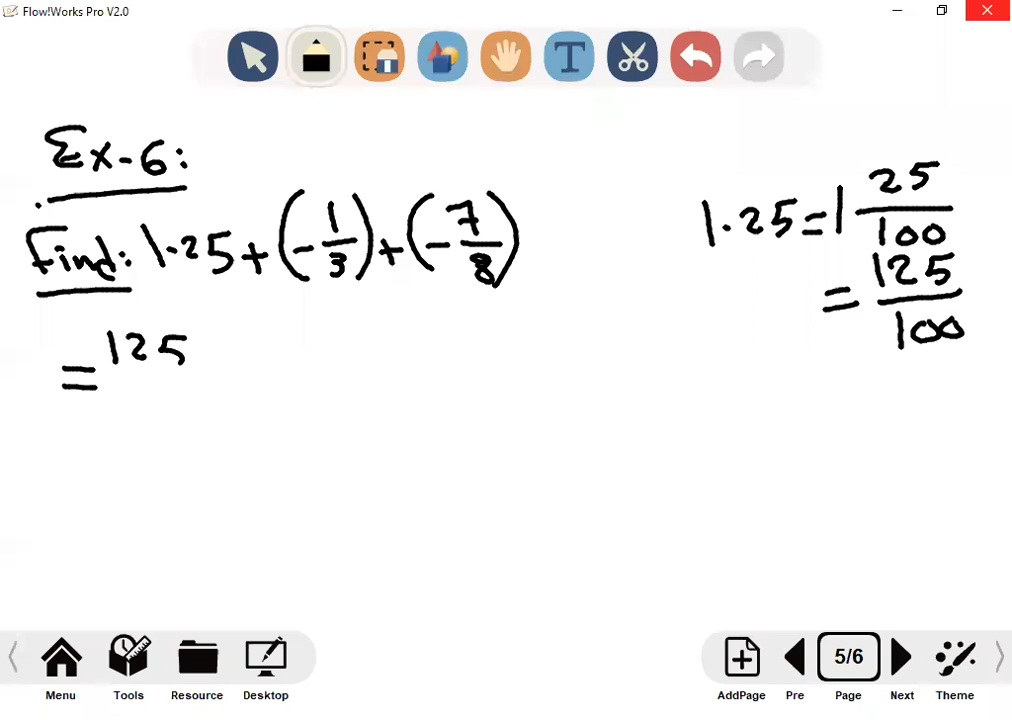 Flow!Works Pro V2.0
Ex-6:
Find: 1.25 + (-1/3) + (-7/8)
= 125
1.25 = 1 25/100
= 125/100
Menu Tools Resource Desktop
5/6
AddPage Pre Page Next Theme